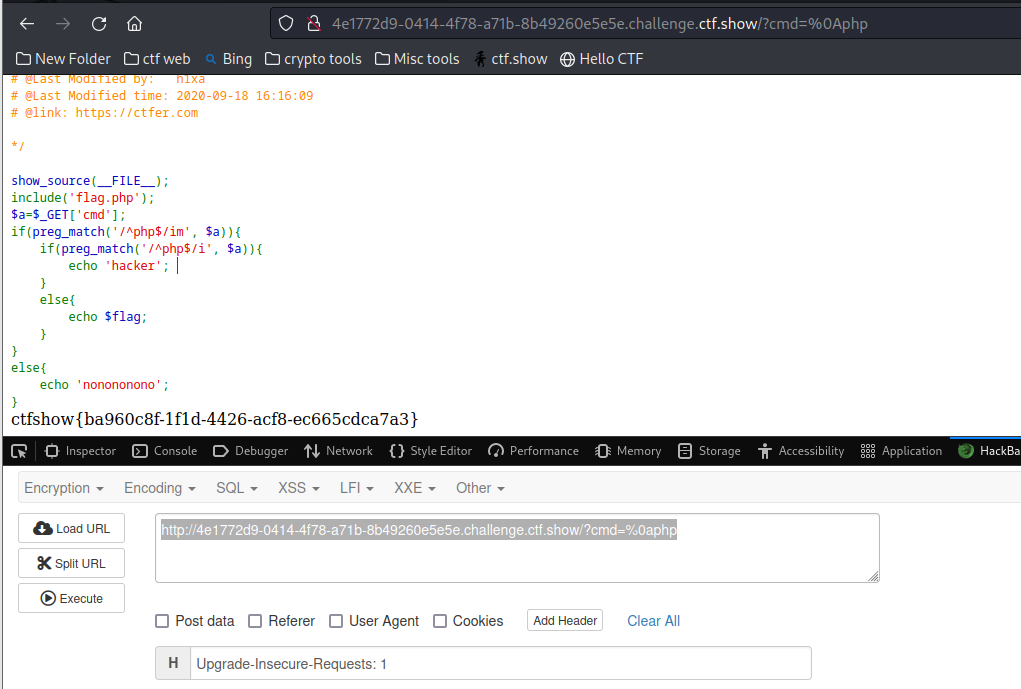 4e1772d9-0414-4f78-a71b-8b49260e5e5e.challenge.ctf.show/?cmd=%0Aphp
New Folder ctf web Bing crypto tools Misc tools ctf.show Hello CTF
# @Last Modified by:   h1xa
# @Last Modified time: 2020-09-18 16:16:09
# @link: https://ctfer.com
*/
show_source(__FILE__);
include('flag.php');
$a=$_GET['cmd'];
if(preg_match('/^php$/im', $a)){
    if(preg_match('/^php$/i', $a)){
        echo 'hacker';
    }
    else{
        echo $flag;
    }
}
else{
    echo 'nonononono';
}
ctfshow{ba960c8f-1f1d-4426-acf8-ec665cdca7a3}
Inspector Console Debugger Network Style Editor Performance Memory Storage Accessibility Application HackBa
Encryption Encoding SQL XSS LFI XXE Other
Load URL
http://4e1772d9-0414-4f78-a71b-8b49260e5e5e.challenge.ctf.show/?cmd=%0aphp
Split URL
Execute
Post data Referer User Agent Cookies Add Header Clear All
H Upgrade-Insecure-Requests: 1